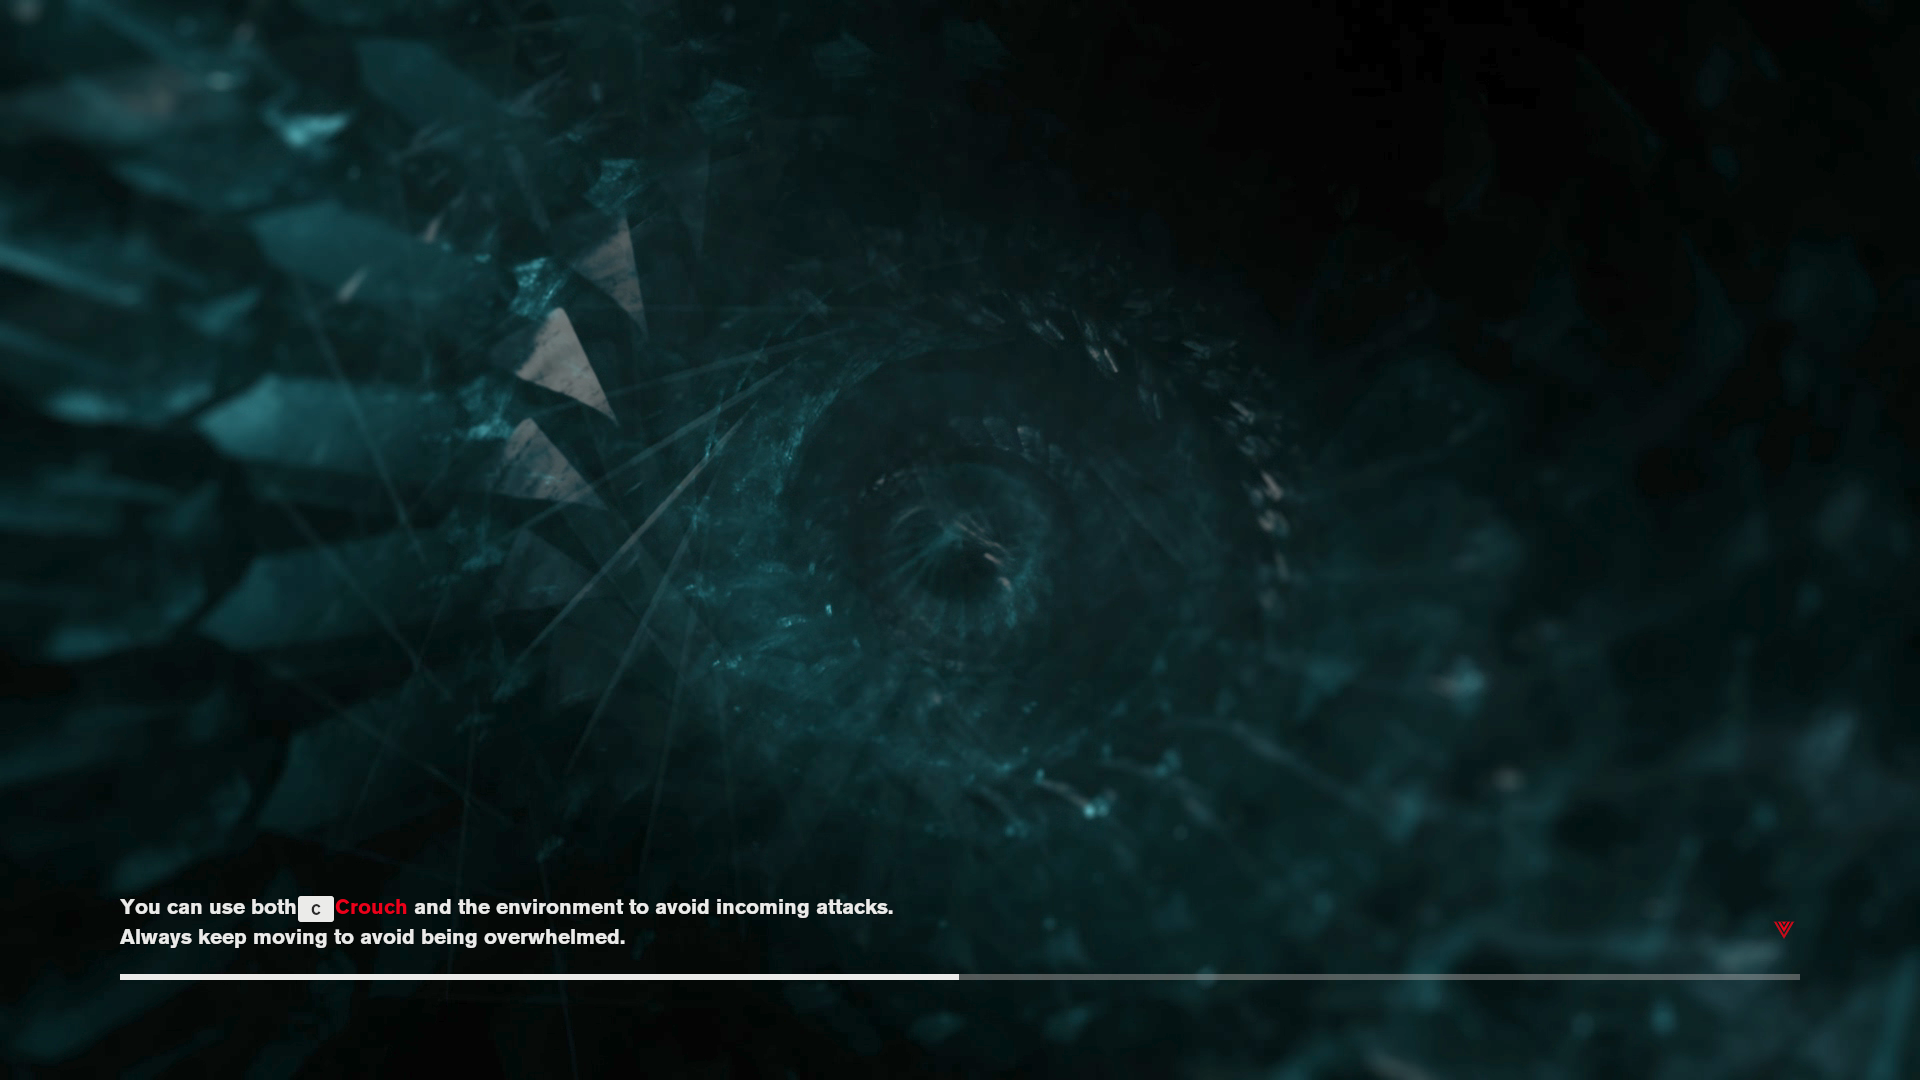 You can use both C Crouch and the environment to avoid incoming attacks.
Always keep moving to avoid being overwhelmed.